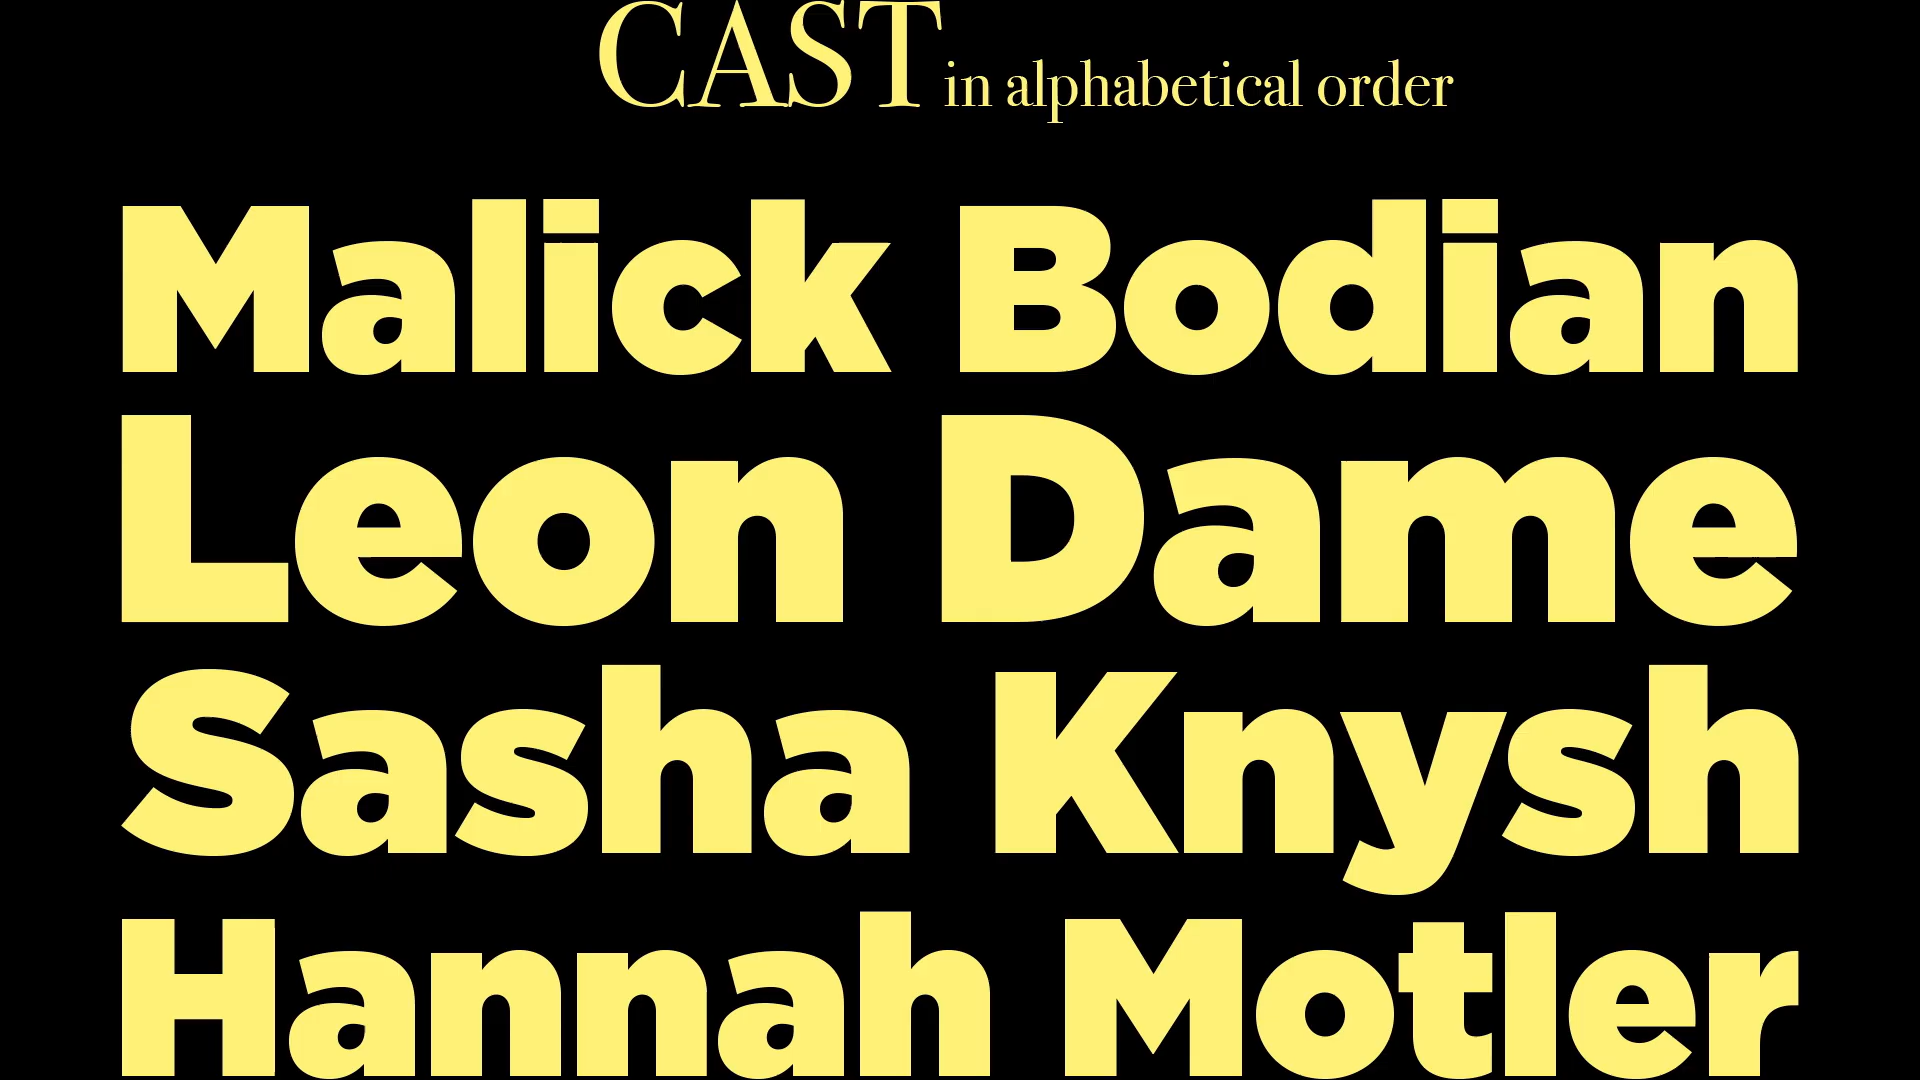 CAST in alphabetical order
Malick Bodian
Leon Dame
Sasha Knysh
Hannah Motler